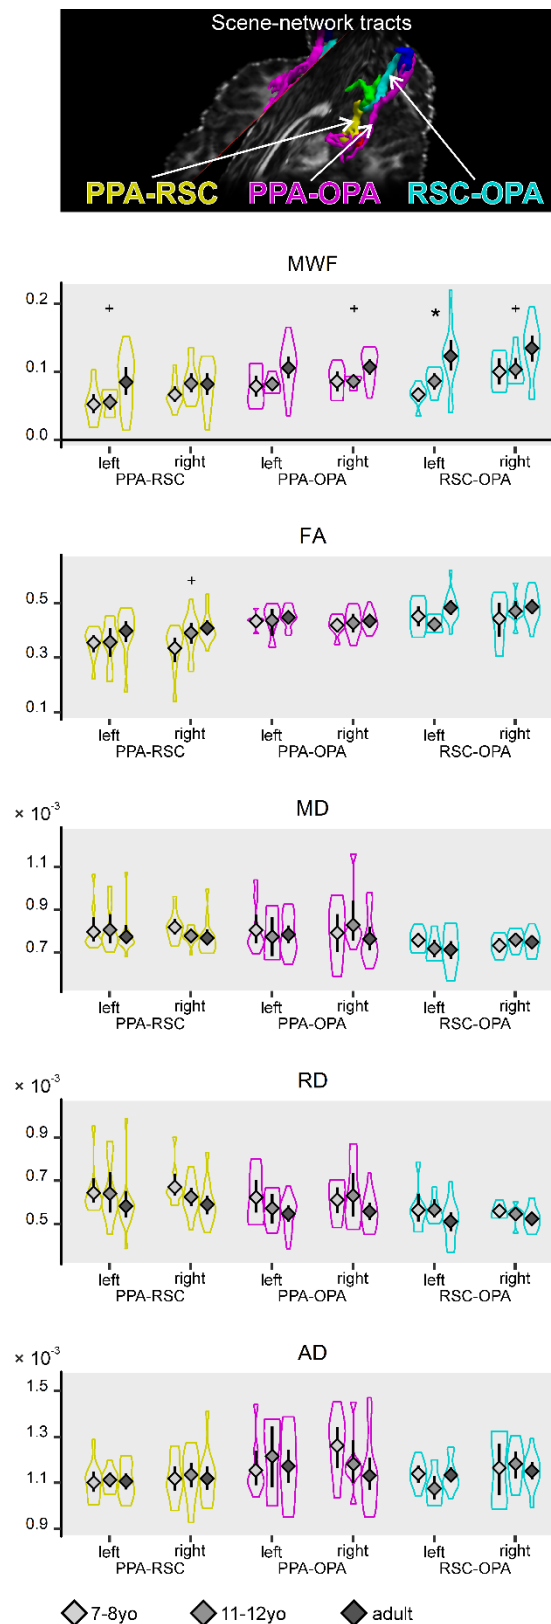 Scene-network tracts
PPA-RSC PPA-OPA RSC-OPA
MWF
0.2
+ + * +
0.1
0.0
left right left right left right
PPA-RSC PPA-OPA RSC-OPA
FA
+
0.5
0.3
0.1
left right left right left right
PPA-RSC PPA-OPA RSC-OPA
× 10⁻³ MD
1.1
0.9
0.7
left right left right left right
PPA-RSC PPA-OPA RSC-OPA
× 10⁻³ RD
0.9
0.7
0.5
left right left right left right
PPA-RSC PPA-OPA RSC-OPA
× 10⁻³ AD
1.5
1.3
1.1
0.9
left right left right left right
PPA-RSC PPA-OPA RSC-OPA
7-8yo 11-12yo adult